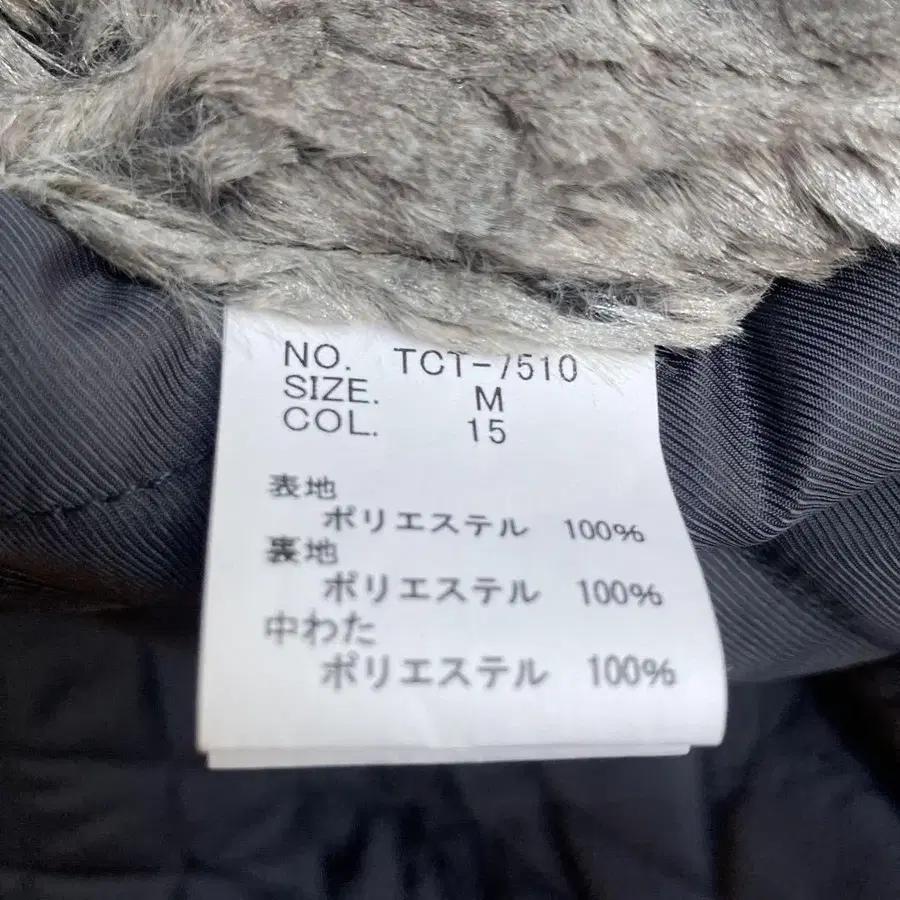 NO. TCT-7510
SIZE. M
COL. 15
表地
ポリエステル 100%
裏地
ポリエステル 100%
中わた
ポリエステル 100%